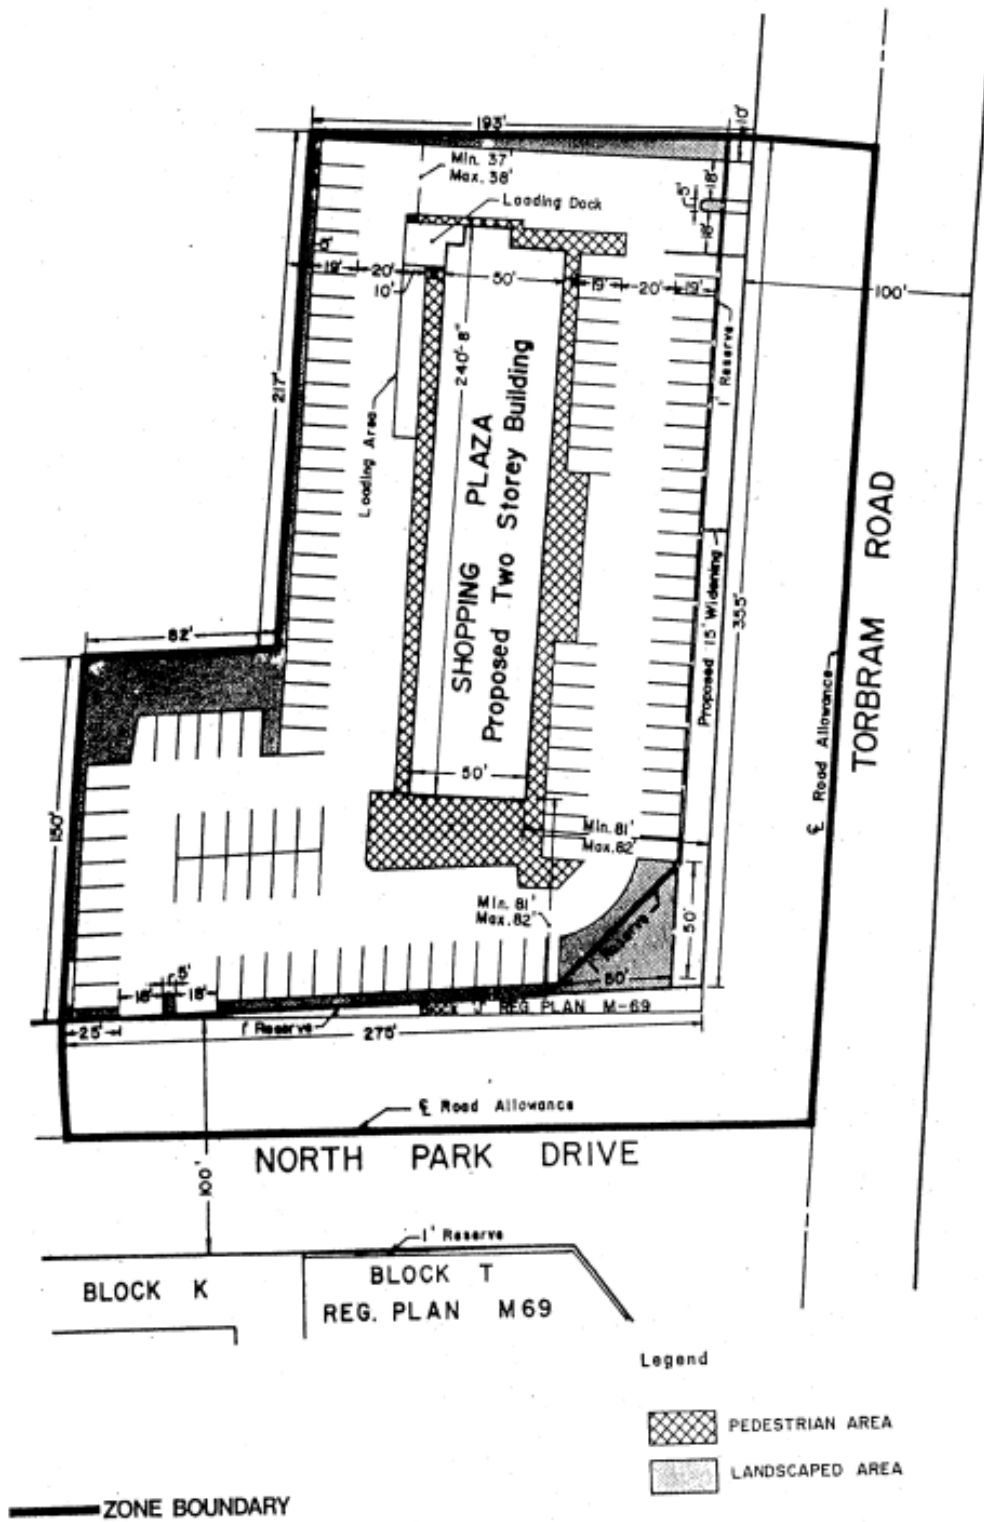 193'
10'
Min. 37'
Max. 38'
18'
5'
Loading Dock
18'
19'
20'
10'
50'
19'
20'
19'
100'
240'-8"
1' Reserve
217'
Loading Area
SHOPPING PLAZA
Proposed Two Storey Building
Proposed 15' Widening
355'
TORBRAM ROAD
℄ Road Allowance
82'
150'
50'
Min. 81'
Max. 82'
Min. 81'
Max. 82'
50'
Reserve
5'
18'
18'
Block 'J' REG. PLAN M-69
1' Reserve
25'
275'
℄ Road Allowance
NORTH PARK DRIVE
100'
1' Reserve
BLOCK K
BLOCK T
REG. PLAN M69
Legend
PEDESTRIAN AREA
LANDSCAPED AREA
ZONE BOUNDARY